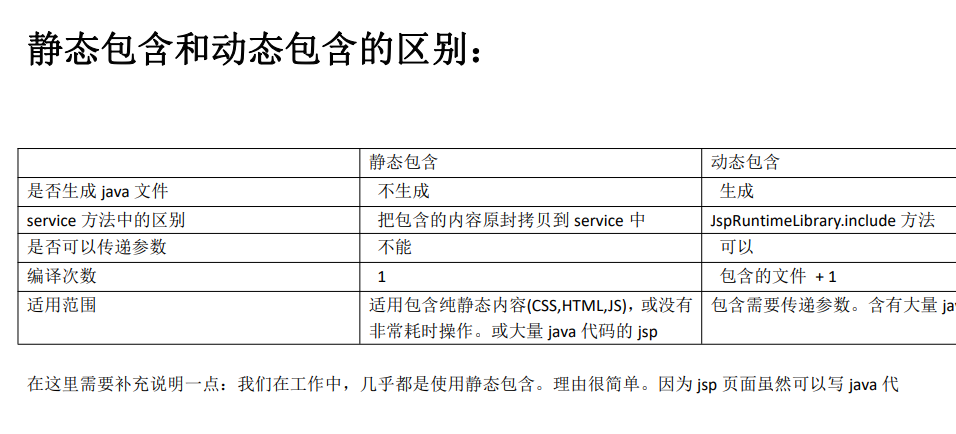 静态包含和动态包含的区别：
静态包含 动态包含
是否生成 java 文件 不生成 生成
service 方法中的区别 把包含的内容原封拷贝到 service 中 JspRuntimeLibrary.include 方法
是否可以传递参数 不能 可以
编译次数 1 包含的文件 + 1
适用范围 适用包含纯静态内容(CSS,HTML,JS)，或没有 包含需要传递参数。含有大量
非常耗时操作。或大量 java 代码的 jsp
在这里需要补充说明一点：我们在工作中，几乎都是使用静态包含。理由很简单。因为 jsp 页面虽然可以写 java 代